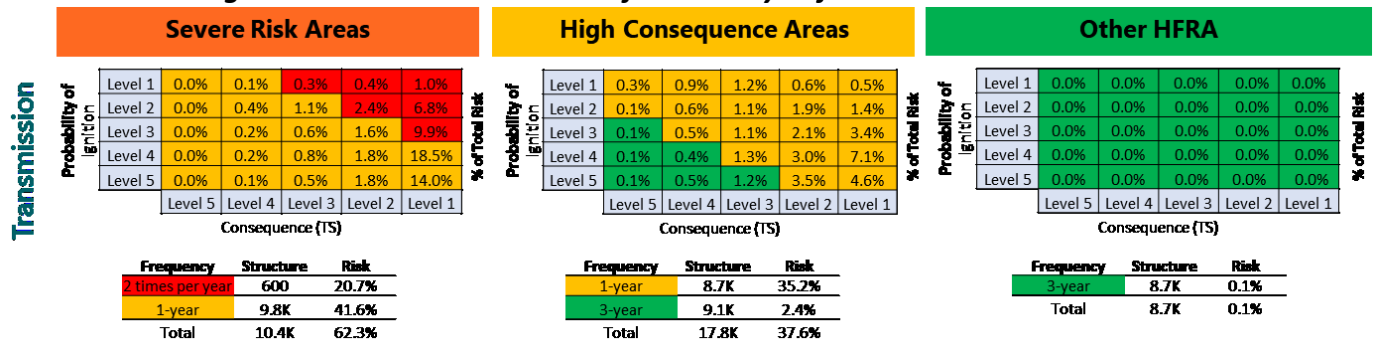 Severe Risk Areas
High Consequence Areas
Other HFRA
Transmission
Probability of Ignition
Level 1 0.0% 0.1% 0.3% 0.4% 1.0%
Level 2 0.0% 0.4% 1.1% 2.4% 6.8%
Level 3 0.0% 0.2% 0.6% 1.6% 9.9%
Level 4 0.0% 0.2% 0.8% 1.8% 18.5%
Level 5 0.0% 0.1% 0.5% 1.8% 14.0%
Level 5 Level 4 Level 3 Level 2 Level 1
Consequence (TS)
% of Total Risk
Frequency Structure Risk
2 times per year 600 20.7%
1-year 9.8K 41.6%
Total 10.4K 62.3%
Probability of Ignition
Level 1 0.3% 0.9% 1.2% 0.6% 0.5%
Level 2 0.1% 0.6% 1.1% 1.9% 1.4%
Level 3 0.1% 0.5% 1.1% 2.1% 3.4%
Level 4 0.1% 0.4% 1.3% 3.0% 7.1%
Level 5 0.1% 0.5% 1.2% 3.5% 4.6%
Level 5 Level 4 Level 3 Level 2 Level 1
Consequence (TS)
% of Total Risk
Frequency Structure Risk
1-year 8.7K 35.2%
3-year 9.1K 2.4%
Total 17.8K 37.6%
Probability of Ignition
Level 1 0.0% 0.0% 0.0% 0.0% 0.0%
Level 2 0.0% 0.0% 0.0% 0.0% 0.0%
Level 3 0.0% 0.0% 0.0% 0.0% 0.0%
Level 4 0.0% 0.0% 0.0% 0.0% 0.0%
Level 5 0.0% 0.0% 0.0% 0.0% 0.0%
Level 5 Level 4 Level 3 Level 2 Level 1
Consequence (TS)
% of Total Risk
Frequency Structure Risk
3-year 8.7K 0.1%
Total 8.7K 0.1%